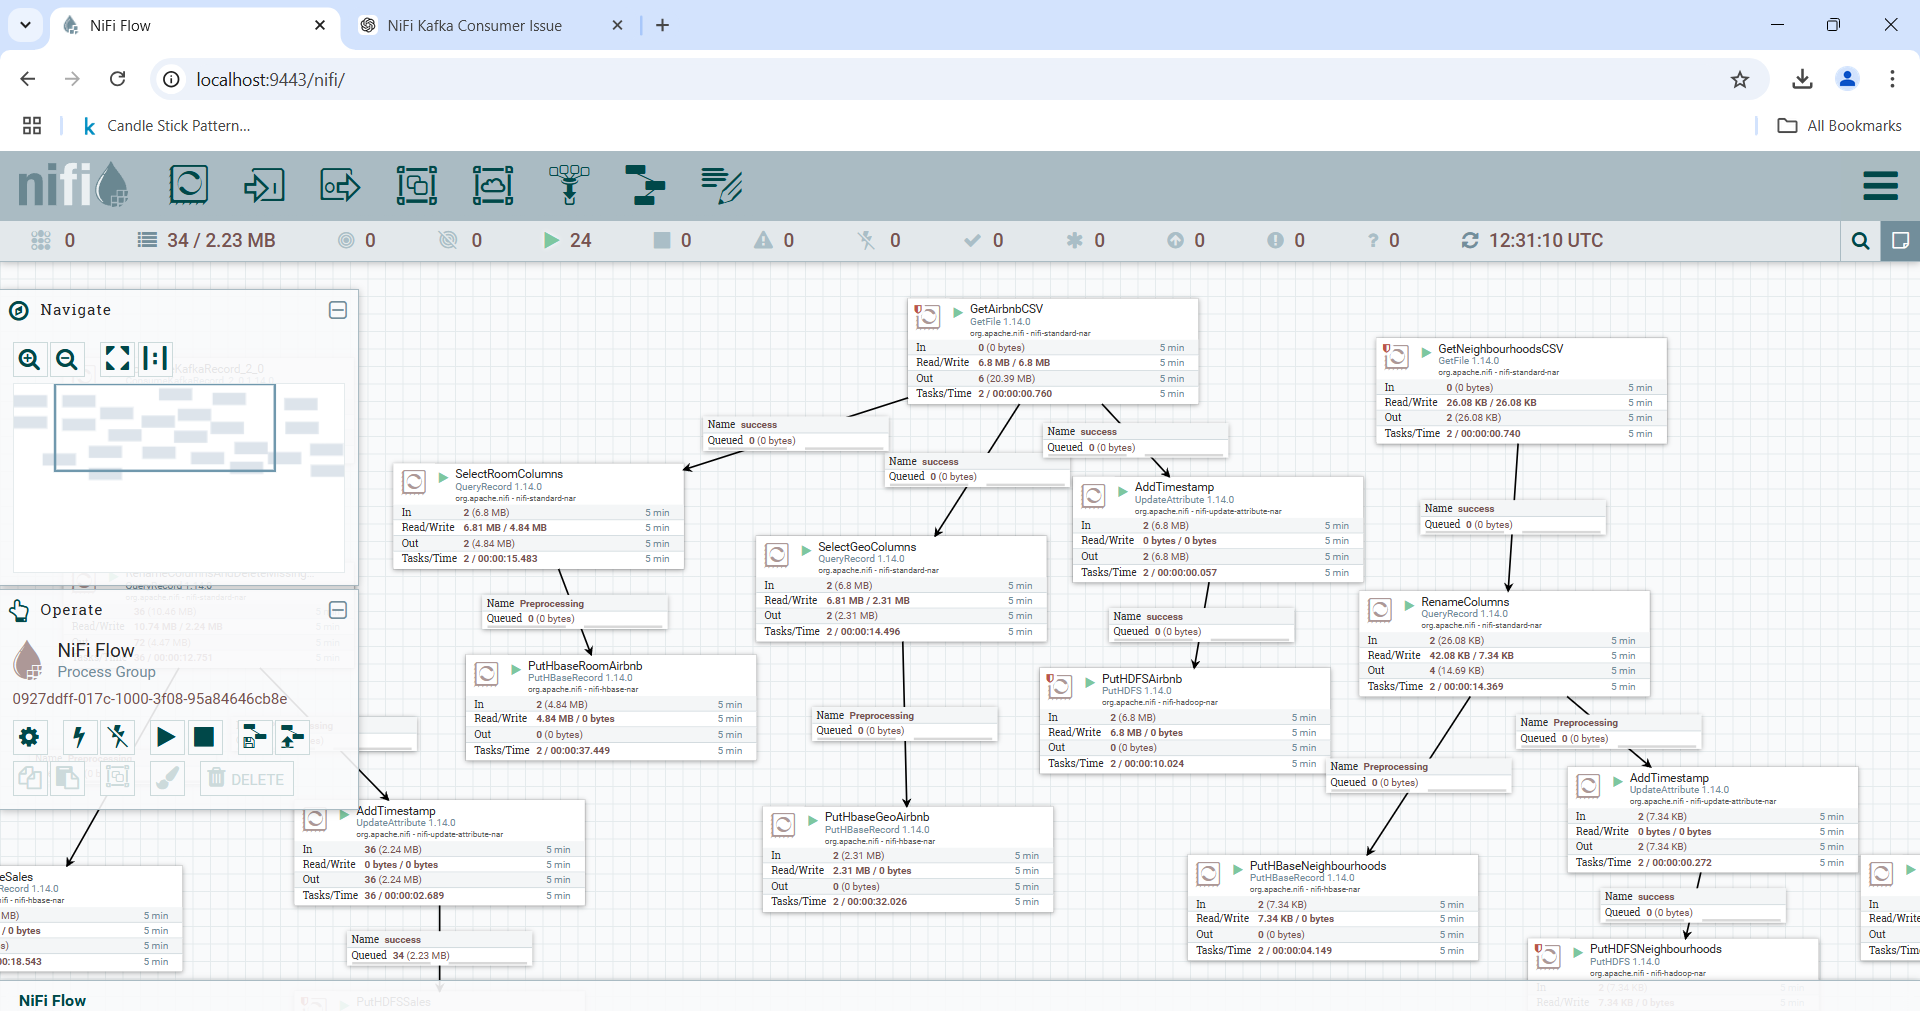 NiFi Flow
NiFi Kafka Consumer Issue
localhost:9443/nifi/
Candle Stick Pattern...
All Bookmarks
nifi
0
34 / 2.23 MB
0
0
24
0
0
0
0
0
0
0
0
12:31:10 UTC
Navigate
KafkaRecord_2_0
Operate
NiFi Flow
Process Group
0927ddff-017c-1000-3f08-95a84646cb8e
DELETE
GetAirbnbCSV
GetFile 1.14.0
org.apache.nifi - nifi-standard-nar
In 0 (0 bytes) 5 min
Read/Write 6.8 MB / 6.8 MB 5 min
Out 6 (20.39 MB) 5 min
Tasks/Time 2 / 00:00:00.760 5 min
GetNeighbourhoodsCSV
GetFile 1.14.0
org.apache.nifi - nifi-standard-nar
In 0 (0 bytes) 5 min
Read/Write 26.08 KB / 26.08 KB 5 min
Out 2 (26.08 KB) 5 min
Tasks/Time 2 / 00:00:00.740 5 min
Name success
Queued 0 (0 bytes)
Name success
Queued 0 (0 bytes)
Name success
Queued 0 (0 bytes)
SelectRoomColumns
QueryRecord 1.14.0
org.apache.nifi - nifi-standard-nar
In 2 (6.8 MB) 5 min
Read/Write 6.81 MB / 4.84 MB 5 min
Out 2 (4.84 MB) 5 min
Tasks/Time 2 / 00:00:15.483 5 min
AddTimestamp
UpdateAttribute 1.14.0
org.apache.nifi - nifi-update-attribute-nar
In 2 (6.8 MB) 5 min
Read/Write 0 bytes / 0 bytes 5 min
Out 2 (6.8 MB) 5 min
Tasks/Time 2 / 00:00:00.057 5 min
Name success
Queued 0 (0 bytes)
SelectGeoColumns
QueryRecord 1.14.0
org.apache.nifi - nifi-standard-nar
In 2 (6.8 MB) 5 min
Read/Write 6.81 MB / 2.31 MB 5 min
Out 2 (2.31 MB) 5 min
Tasks/Time 2 / 00:00:14.496 5 min
Name Preprocessing
Queued 0 (0 bytes)
Name success
Queued 0 (0 bytes)
RenameColumns
QueryRecord 1.14.0
org.apache.nifi - nifi-standard-nar
In 2 (26.08 KB) 5 min
Read/Write 42.08 KB / 7.34 KB 5 min
Out 4 (14.69 KB) 5 min
Tasks/Time 2 / 00:00:14.369 5 min
PutHbaseRoomAirbnb
PutHBaseRecord 1.14.0
org.apache.nifi - nifi-hbase-nar
In 2 (4.84 MB) 5 min
Read/Write 4.84 MB / 0 bytes 5 min
Out 0 (0 bytes) 5 min
Tasks/Time 2 / 00:00:37.449 5 min
PutHDFSAirbnb
PutHDFS 1.14.0
org.apache.nifi - nifi-hadoop-nar
In 2 (6.8 MB) 5 min
Read/Write 6.8 MB / 0 bytes 5 min
Out 0 (0 bytes) 5 min
Tasks/Time 2 / 00:00:10.024 5 min
Name Preprocessing
Queued 0 (0 bytes)
Name Preprocessing
Queued 0 (0 bytes)
Name Preprocessing
Queued 0 (0 bytes)
AddTimestamp
UpdateAttribute 1.14.0
org.apache.nifi - nifi-update-attribute-nar
In 2 (7.34 KB) 5 min
Read/Write 0 bytes / 0 bytes 5 min
Out 2 (7.34 KB) 5 min
Tasks/Time 2 / 00:00:00.272 5 min
AddTimestamp
UpdateAttribute 1.14.0
org.apache.nifi - nifi-update-attribute-nar
In 36 (2.24 MB) 5 min
Read/Write 0 bytes / 0 bytes 5 min
Out 36 (2.24 MB) 5 min
Tasks/Time 36 / 00:00:02.689 5 min
PutHbaseGeoAirbnb
PutHBaseRecord 1.14.0
org.apache.nifi - nifi-hbase-nar
In 2 (2.31 MB) 5 min
Read/Write 2.31 MB / 0 bytes 5 min
Out 0 (0 bytes) 5 min
Tasks/Time 2 / 00:00:32.026 5 min
PutHBaseNeighbourhoods
PutHBaseRecord 1.14.0
org.apache.nifi - nifi-hbase-nar
In 2 (7.34 KB) 5 min
Read/Write 7.34 KB / 0 bytes 5 min
Out 0 (0 bytes) 5 min
Tasks/Time 2 / 00:00:04.149 5 min
eSales
Record 1.14.0
.nifi - nifi-hbase-nar
MB) 5 min
/ 0 bytes 5 min
s) 5 min
00:18.543 5 min
In
Read/Write
Out
Tasks/Tim
Name success
Queued 0 (0 bytes)
Name success
Queued 34 (2.23 MB)
PutHDFSNeighbourhoods
PutHDFS 1.14.0
org.apache.nifi - nifi-hadoop-nar
In 2 (7.34 KB) 5 min
Read/Write 7.34 KB / 0 bytes 5 min
PutHDFSSales
NiFi Flow